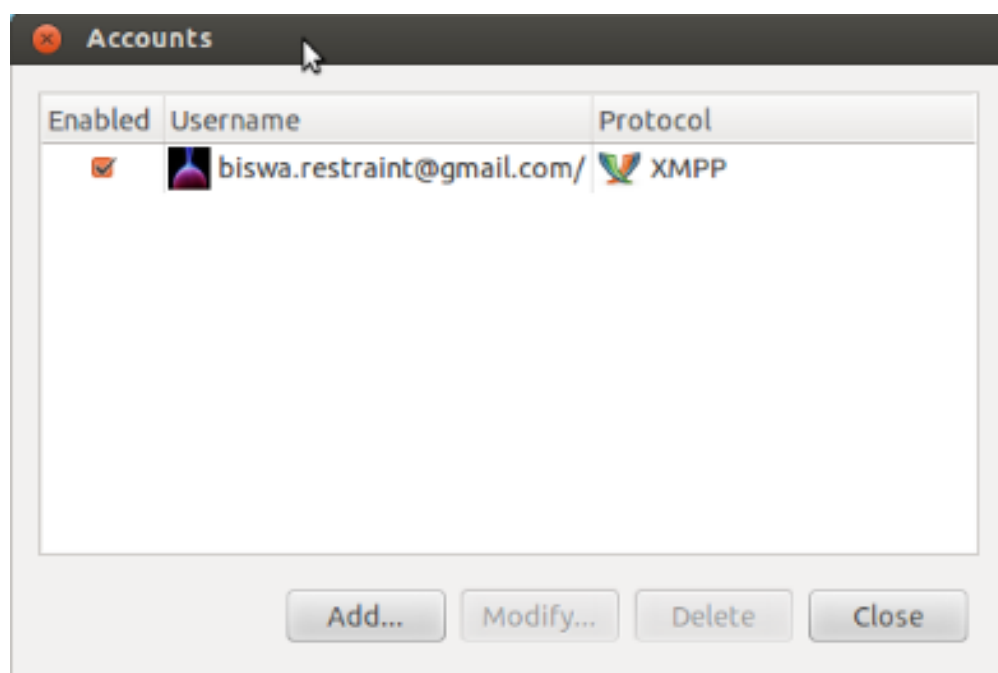 Accounts
Enabled Username Protocol
biswa.restraint@gmail.com/ XMPP
Add... Modify... Delete Close